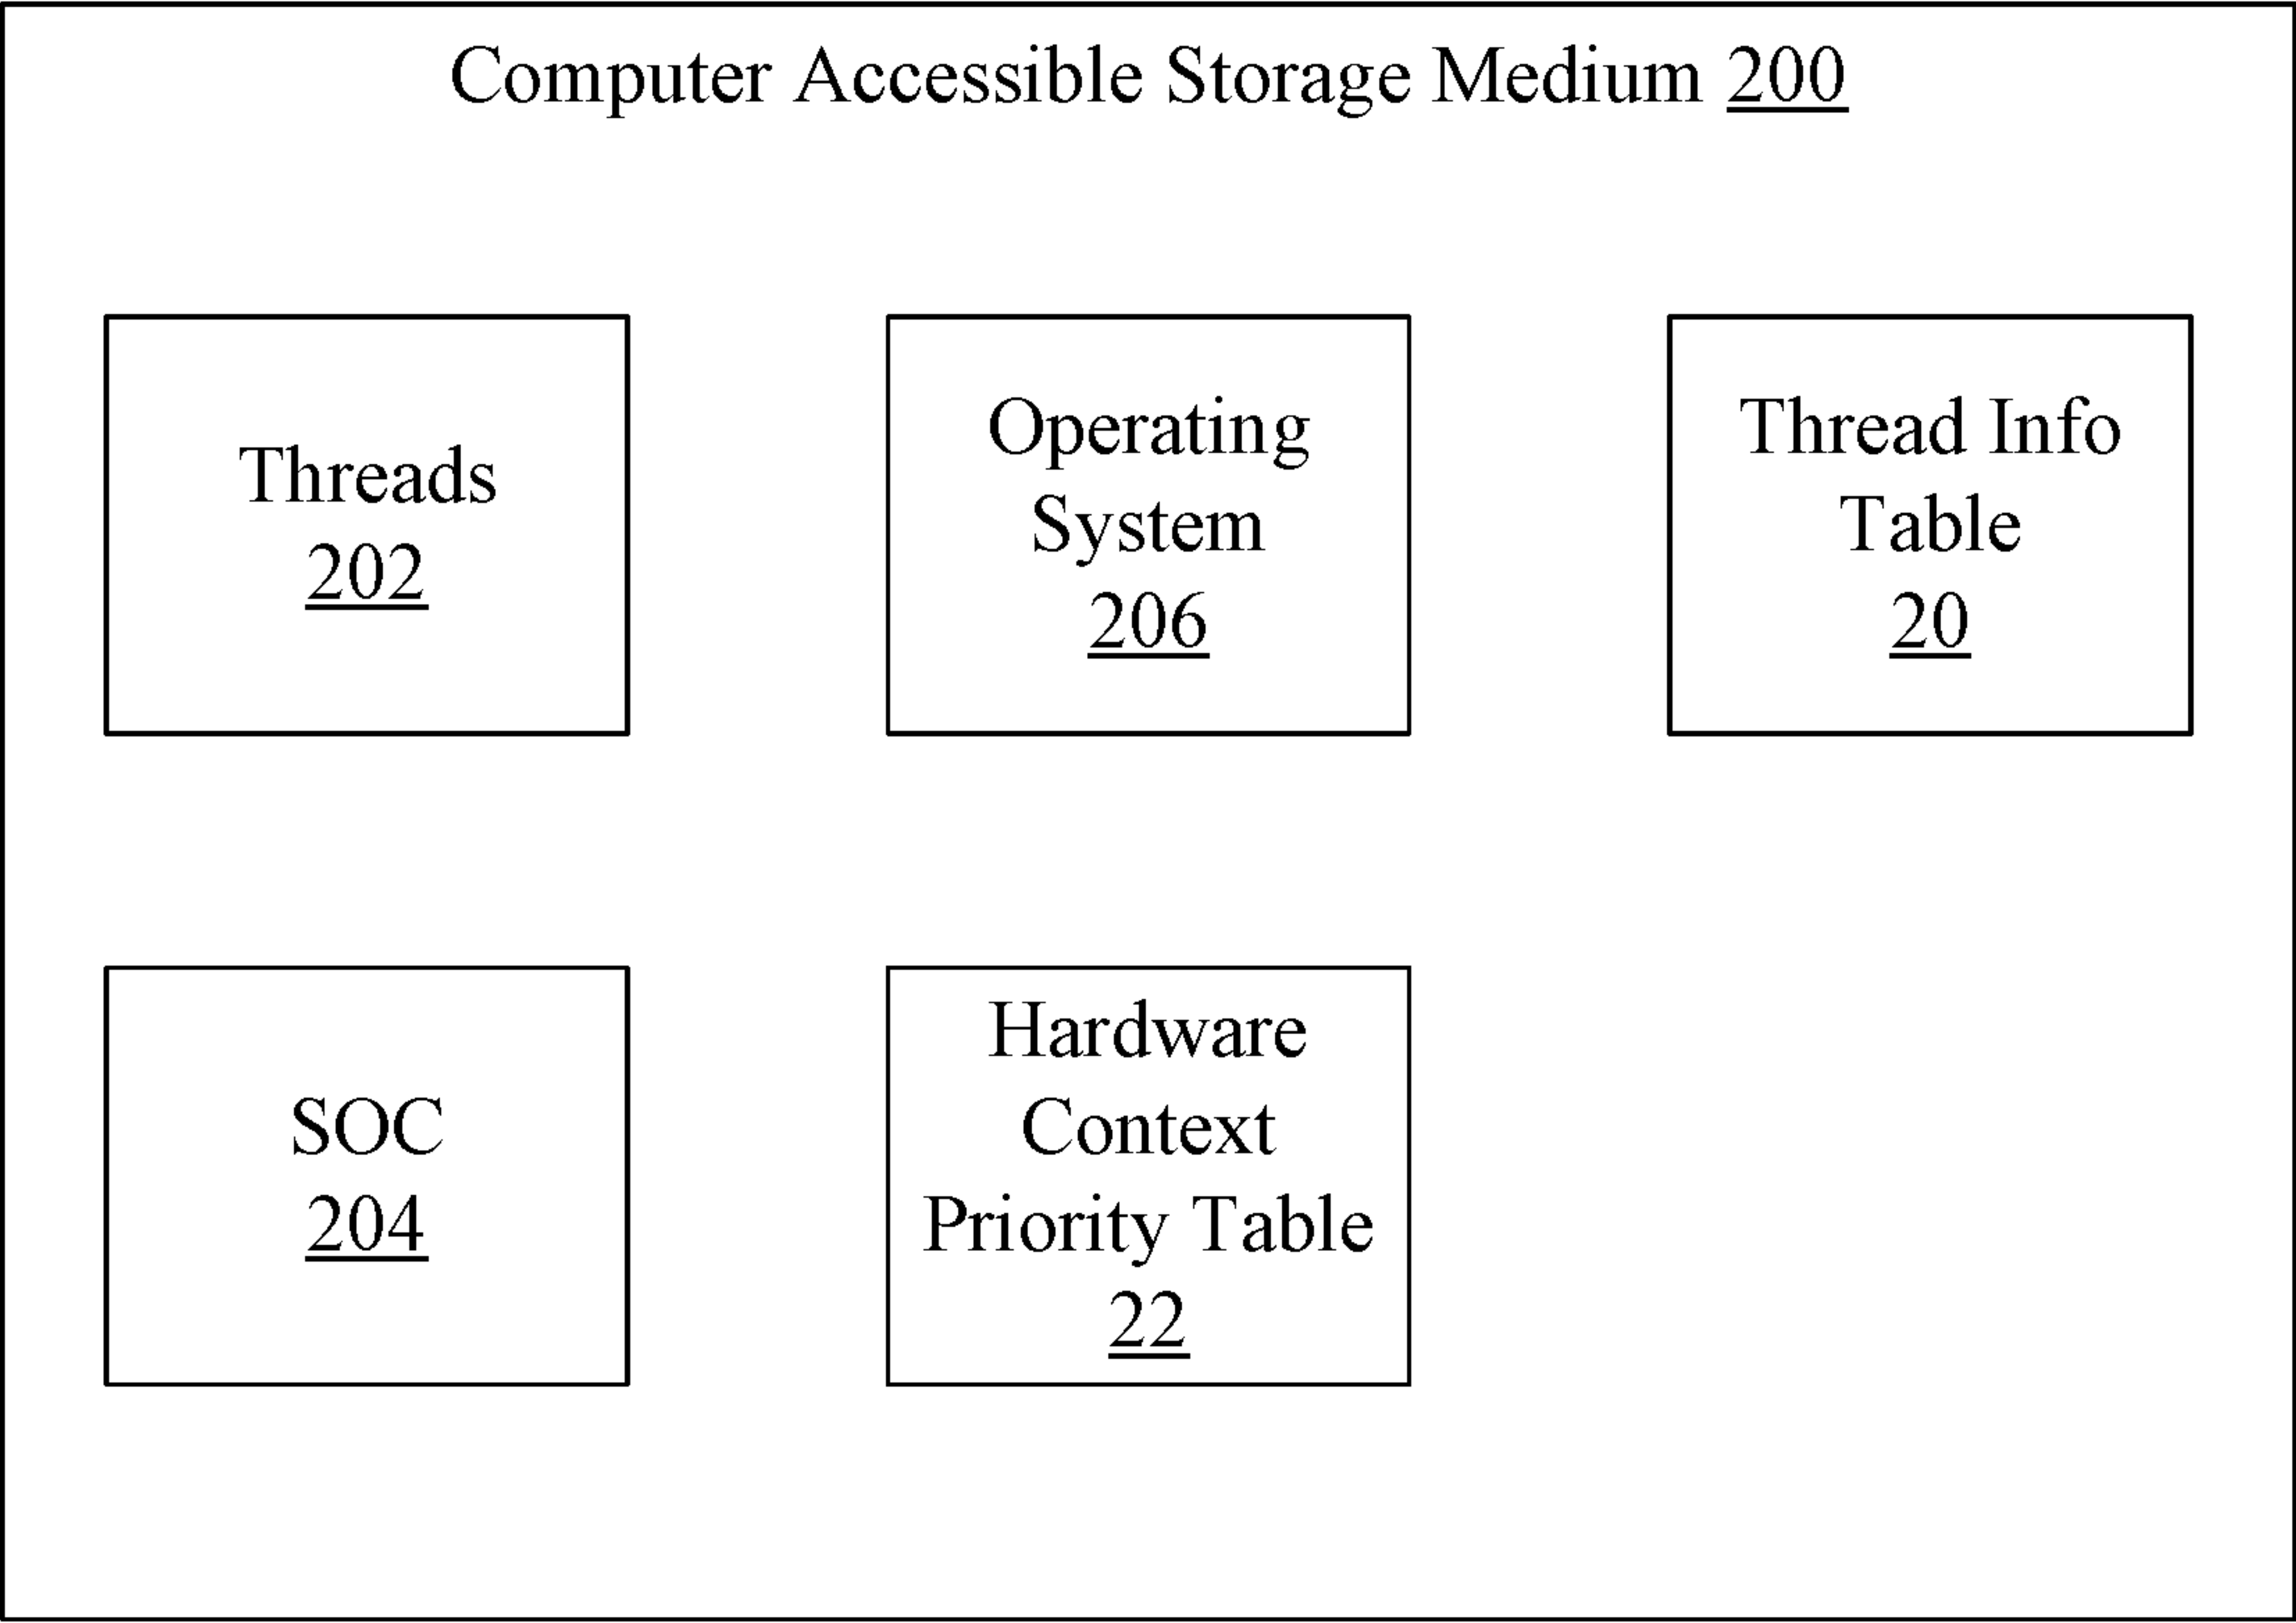 Computer Accessible Storage Medium 200
Threads
202
Operating
System
206
Thread Info
Table
20
SOC
204
Hardware
Context
Priority Table
22